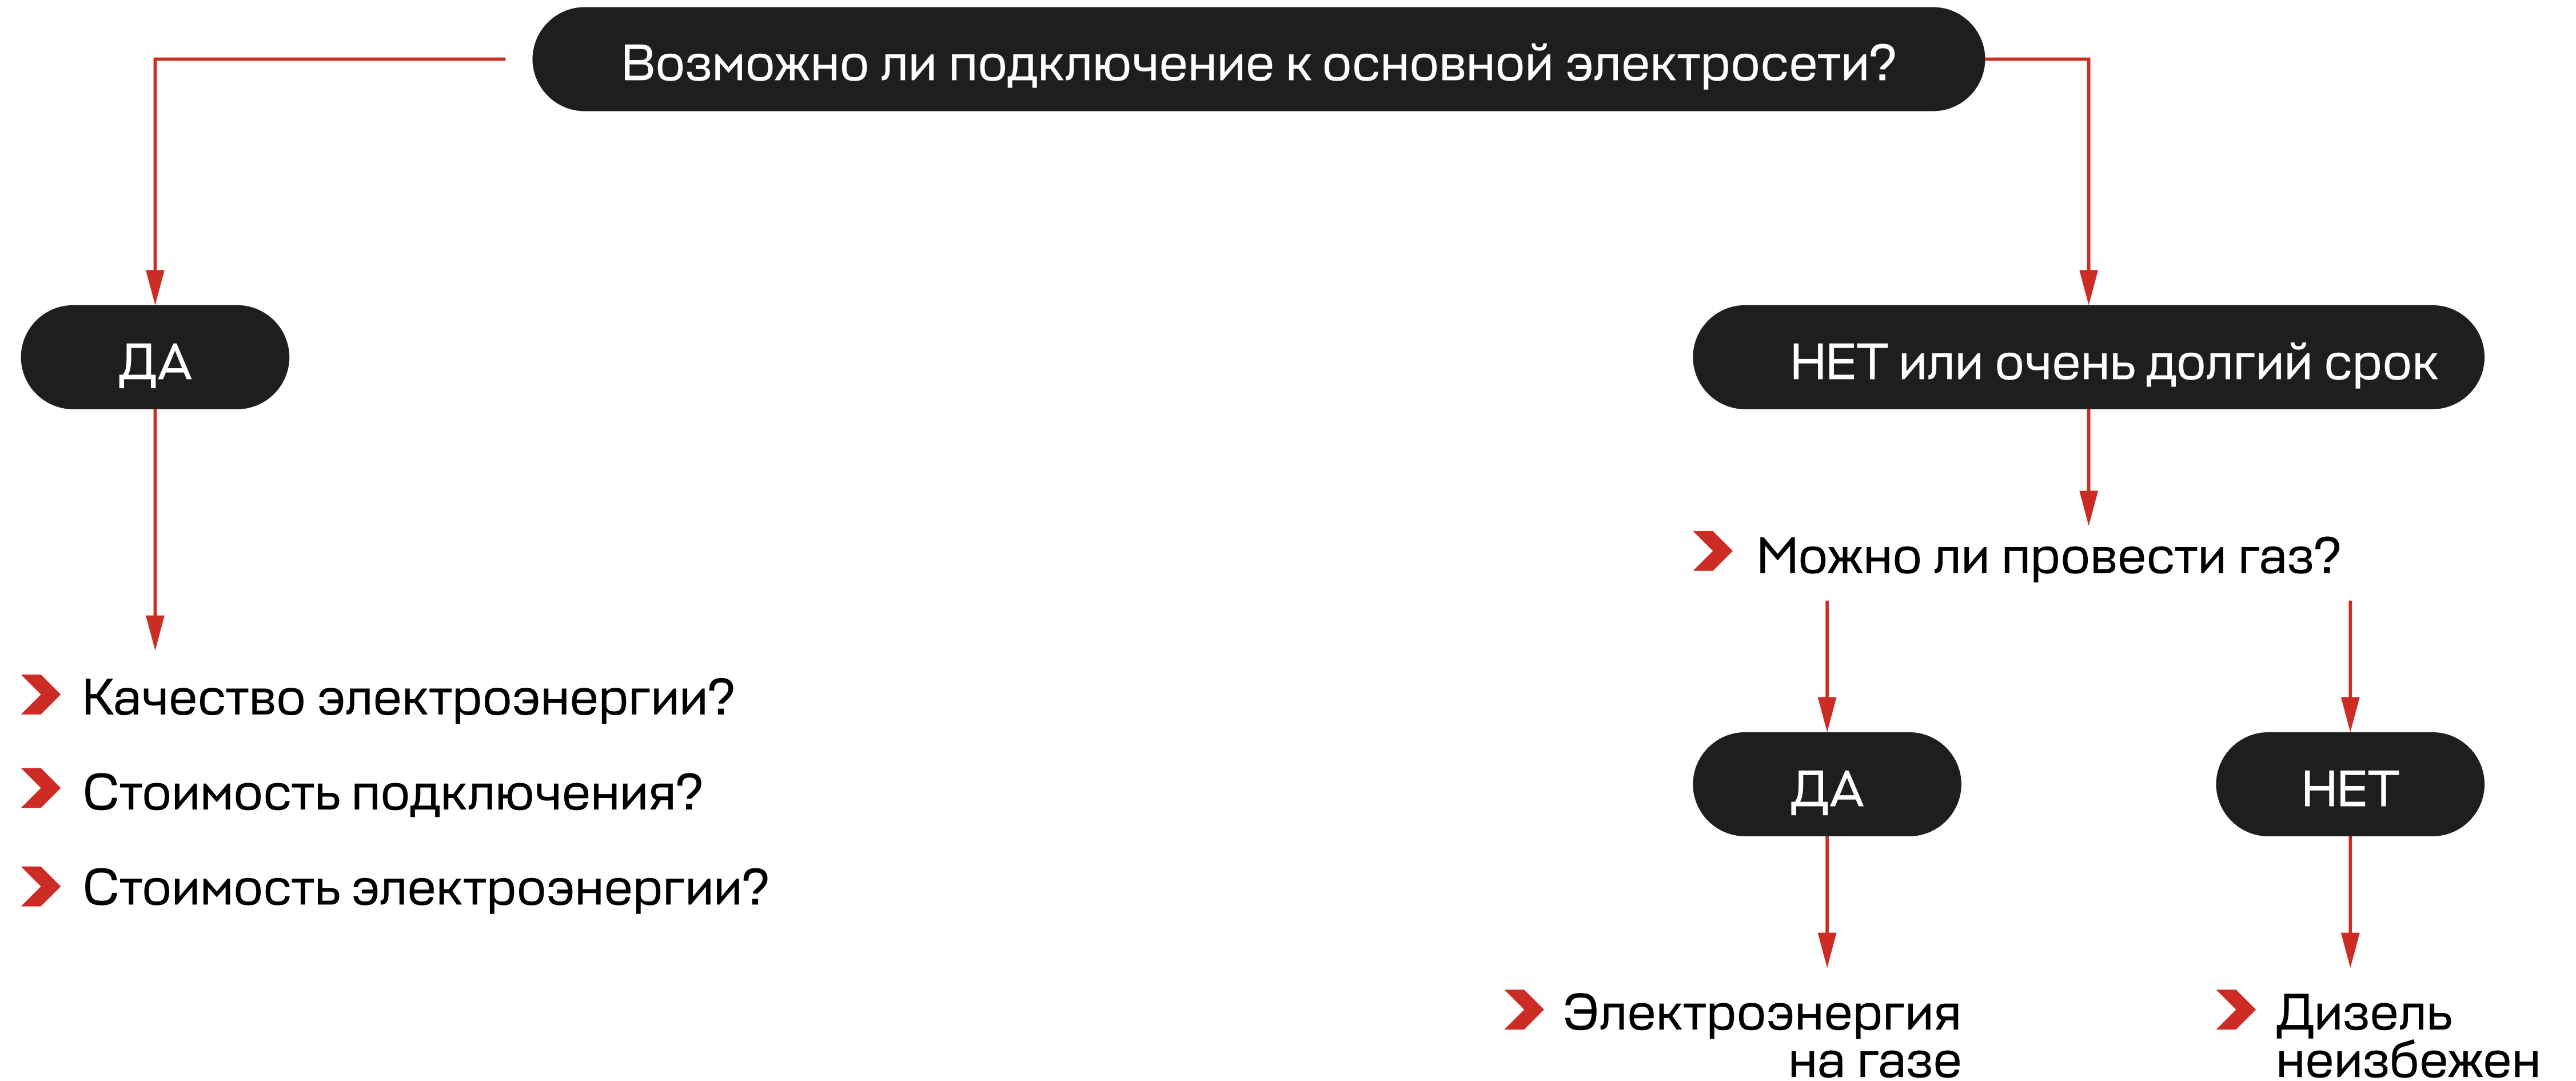 Возможно ли подключение к основной электросети?
ДА
НЕТ или очень долгий срок
Можно ли провести газ?
Качество электроэнергии?
Стоимость подключения?
Стоимость электроэнергии?
ДА
НЕТ
Электроэнергия
на газе
Дизель
неизбежен